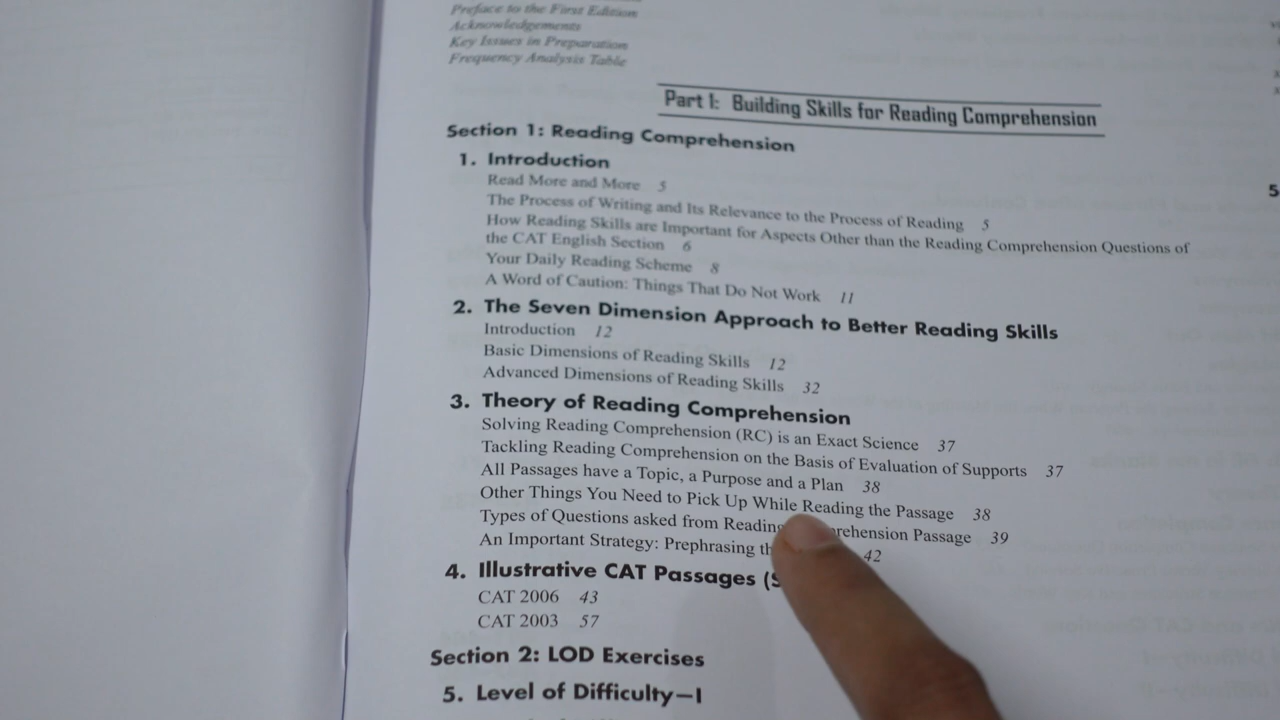 Preface to the First Edition
Acknowledgements
Key Issues in Preparation
Frequency Analysis Table
Part I: Building Skills for Reading Comprehension
Section 1: Reading Comprehension
1. Introduction
Read More and More 5
The Process of Writing and Its Relevance to the Process of Reading 5
How Reading Skills are Important for Aspects Other than the Reading Comprehension Questions of
the CAT English Section 6
Your Daily Reading Scheme 8
A Word of Caution: Things That Do Not Work 11
2. The Seven Dimension Approach to Better Reading Skills
Introduction 12
Basic Dimensions of Reading Skills 12
Advanced Dimensions of Reading Skills 32
3. Theory of Reading Comprehension
Solving Reading Comprehension (RC) is an Exact Science 37
Tackling Reading Comprehension on the Basis of Evaluation of Supports 37
All Passages have a Topic, a Purpose and a Plan 38
Other Things You Need to Pick Up While Reading the Passage 38
Types of Questions asked from Reading prehension Passage 39
An Important Strategy: Prephrasing th 42
4. Illustrative CAT Passages (S
CAT 2006 43
CAT 2003 57
Section 2: LOD Exercises
5. Level of Difficulty—I
5